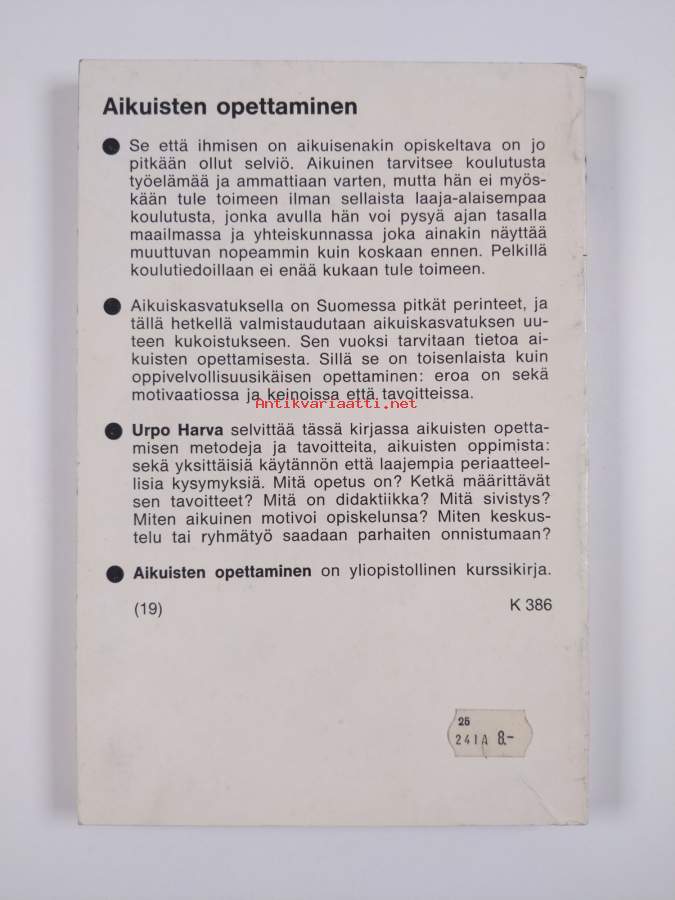 Aikuisten opettaminen
Se että ihmisen on aikuisenakin opiskeltava on jo
pitkään ollut selviö. Aikuinen tarvitsee koulutusta
työelämää ja ammattiaan varten, mutta hän ei myös-
kään tule toimeen ilman sellaista laaja-alaisempaa
koulutusta, jonka avulla hän voi pysyä ajan tasalla
maailmassa ja yhteiskunnassa joka ainakin näyttää
muuttuvan nopeammin kuin koskaan ennen. Pelkillä
koulutiedoillaan ei enää kukaan tule toimeen.
Aikuiskasvatuksella on Suomessa pitkät perinteet, ja
tällä hetkellä valmistaudutaan aikuiskasvatuksen uu-
teen kukoistukseen. Sen vuoksi tarvitaan tietoa ai-
kuisten opettamisesta. Sillä se on toisenlaista kuin
oppivelvollisuusikäisen opettaminen: eroa on sekä
motivaatiossa ja keinoissa että tavoitteissa.
Antikvariaatti.net
Urpo Harva selvittää tässä kirjassa aikuisten opetta-
misen metodeja ja tavoitteita, aikuisten oppimista:
sekä yksittäisiä käytännön että laajempia periaatteel-
lisia kysymyksiä. Mitä opetus on? Ketkä määrittävät
sen tavoitteet? Mitä on didaktiikka? Mitä sivistys?
Miten aikuinen motivoi opiskelunsa? Miten keskus-
telu tai ryhmätyö saadaan parhaiten onnistumaan?
Aikuisten opettaminen on yliopistollinen kurssikirja.
(19) K 386
25
241A 8.-